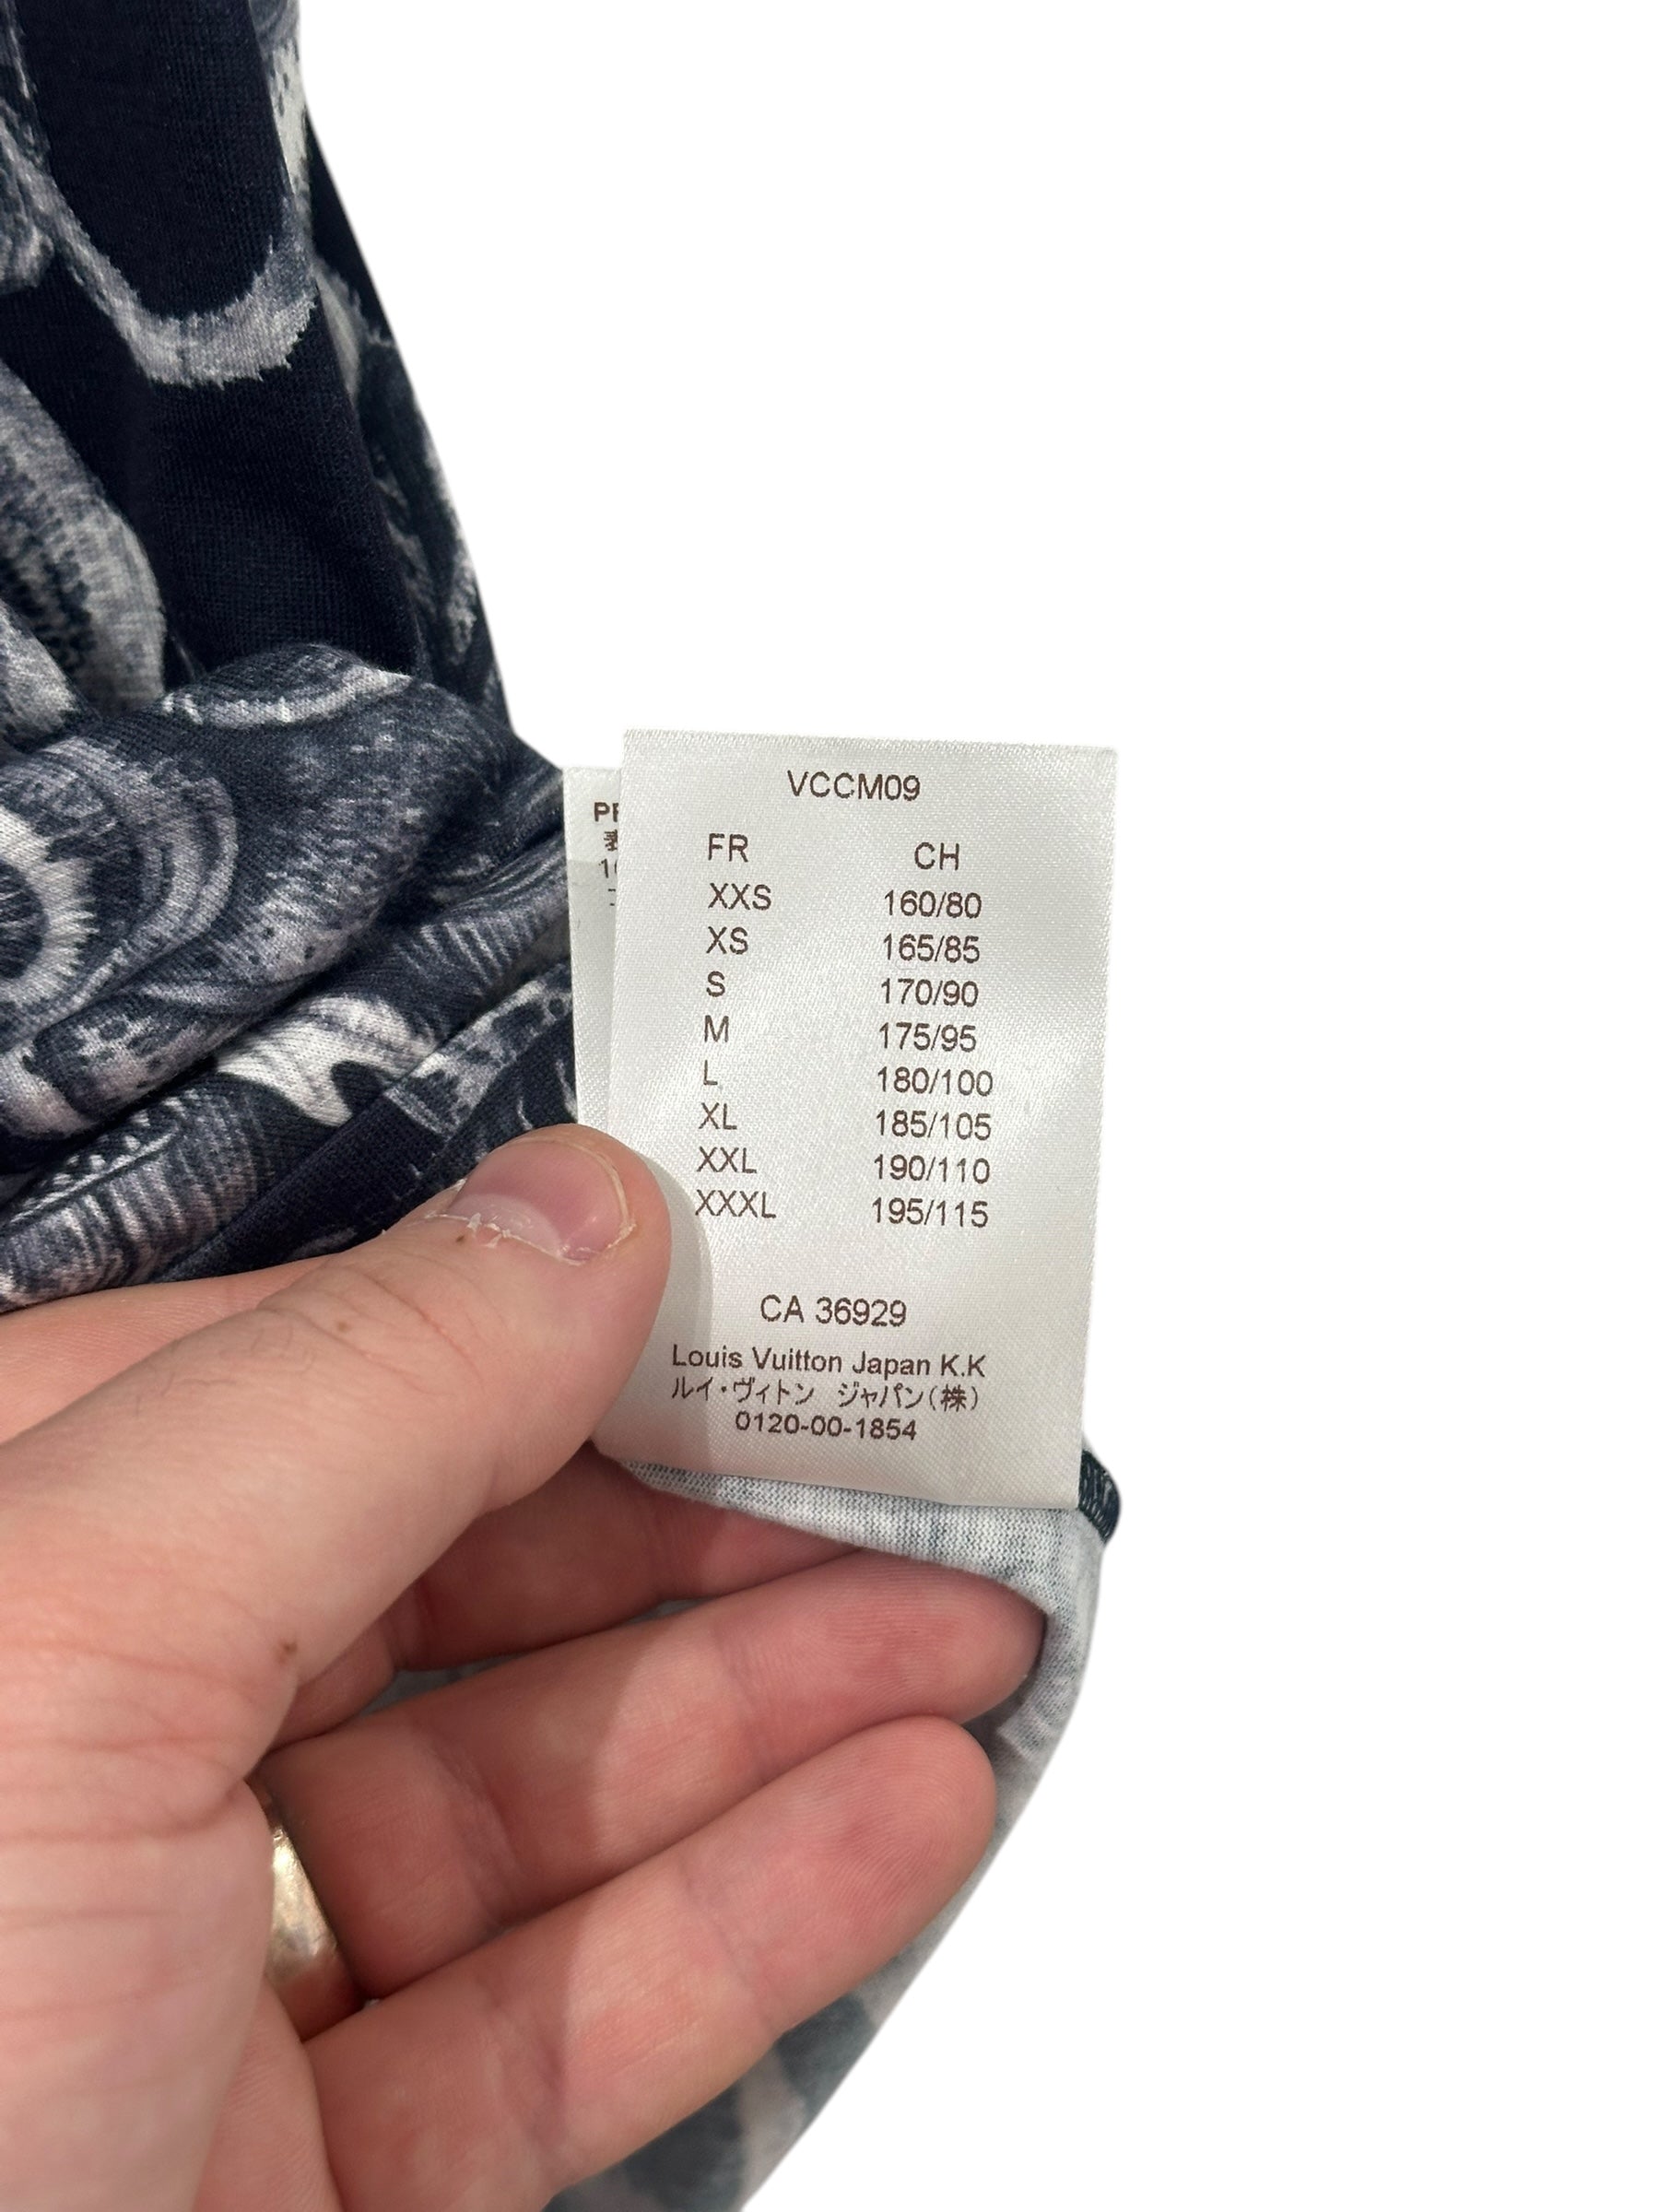 VCCM09
FR CH
XXS 160/80
XS 165/85
S 170/90
M 175/95
L 180/100
XL 185/105
XXL 190/110
XXXL 195/115
CA 36929
Louis Vuitton Japan K.K
ルイ・ヴィトン ジャパン(株)
0120-00-1854